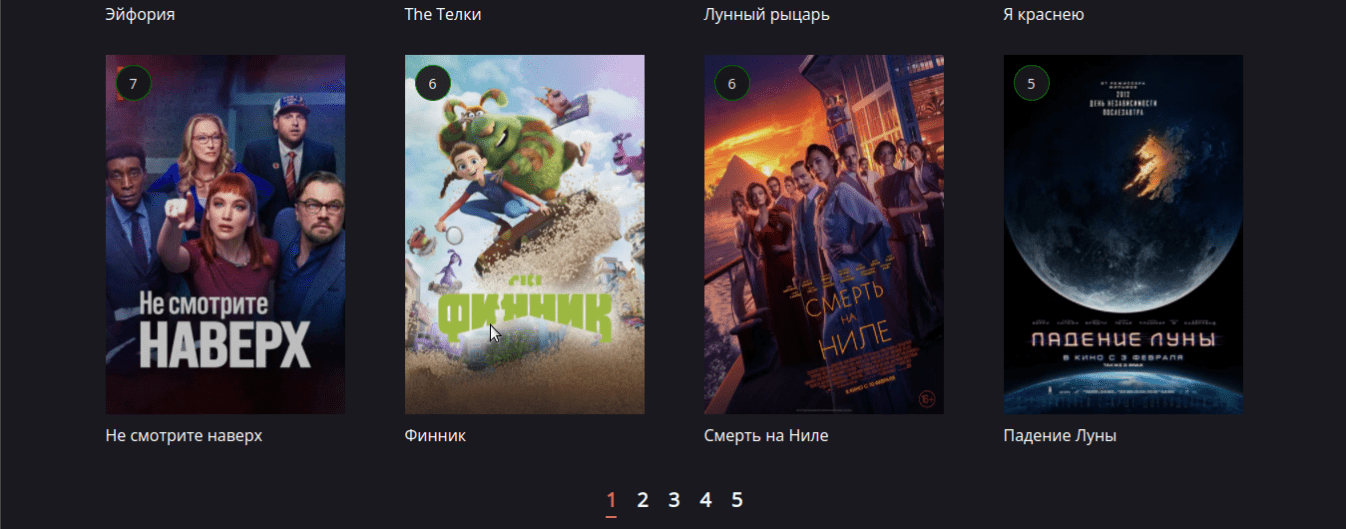 Эйфория
The Телки
Лунный рыцарь
Я краснею
7
6
6
5
Не смотрите
НАВЕРХ
ФИННИК
СМЕРТЬ
НА
НИЛЕ
16+
ОТ РЕЖИССЕРА
ФИЛЬМОВ
2012
ДЕНЬ НЕЗАВИСИМОСТИ
ПОСЛЕЗАВТРА
ПАДЕНИЕ ЛУНЫ
В КИНО С 3 ФЕВРАЛЯ
Не смотрите наверх
Финник
Смерть на Ниле
Падение Луны
1 2 3 4 5